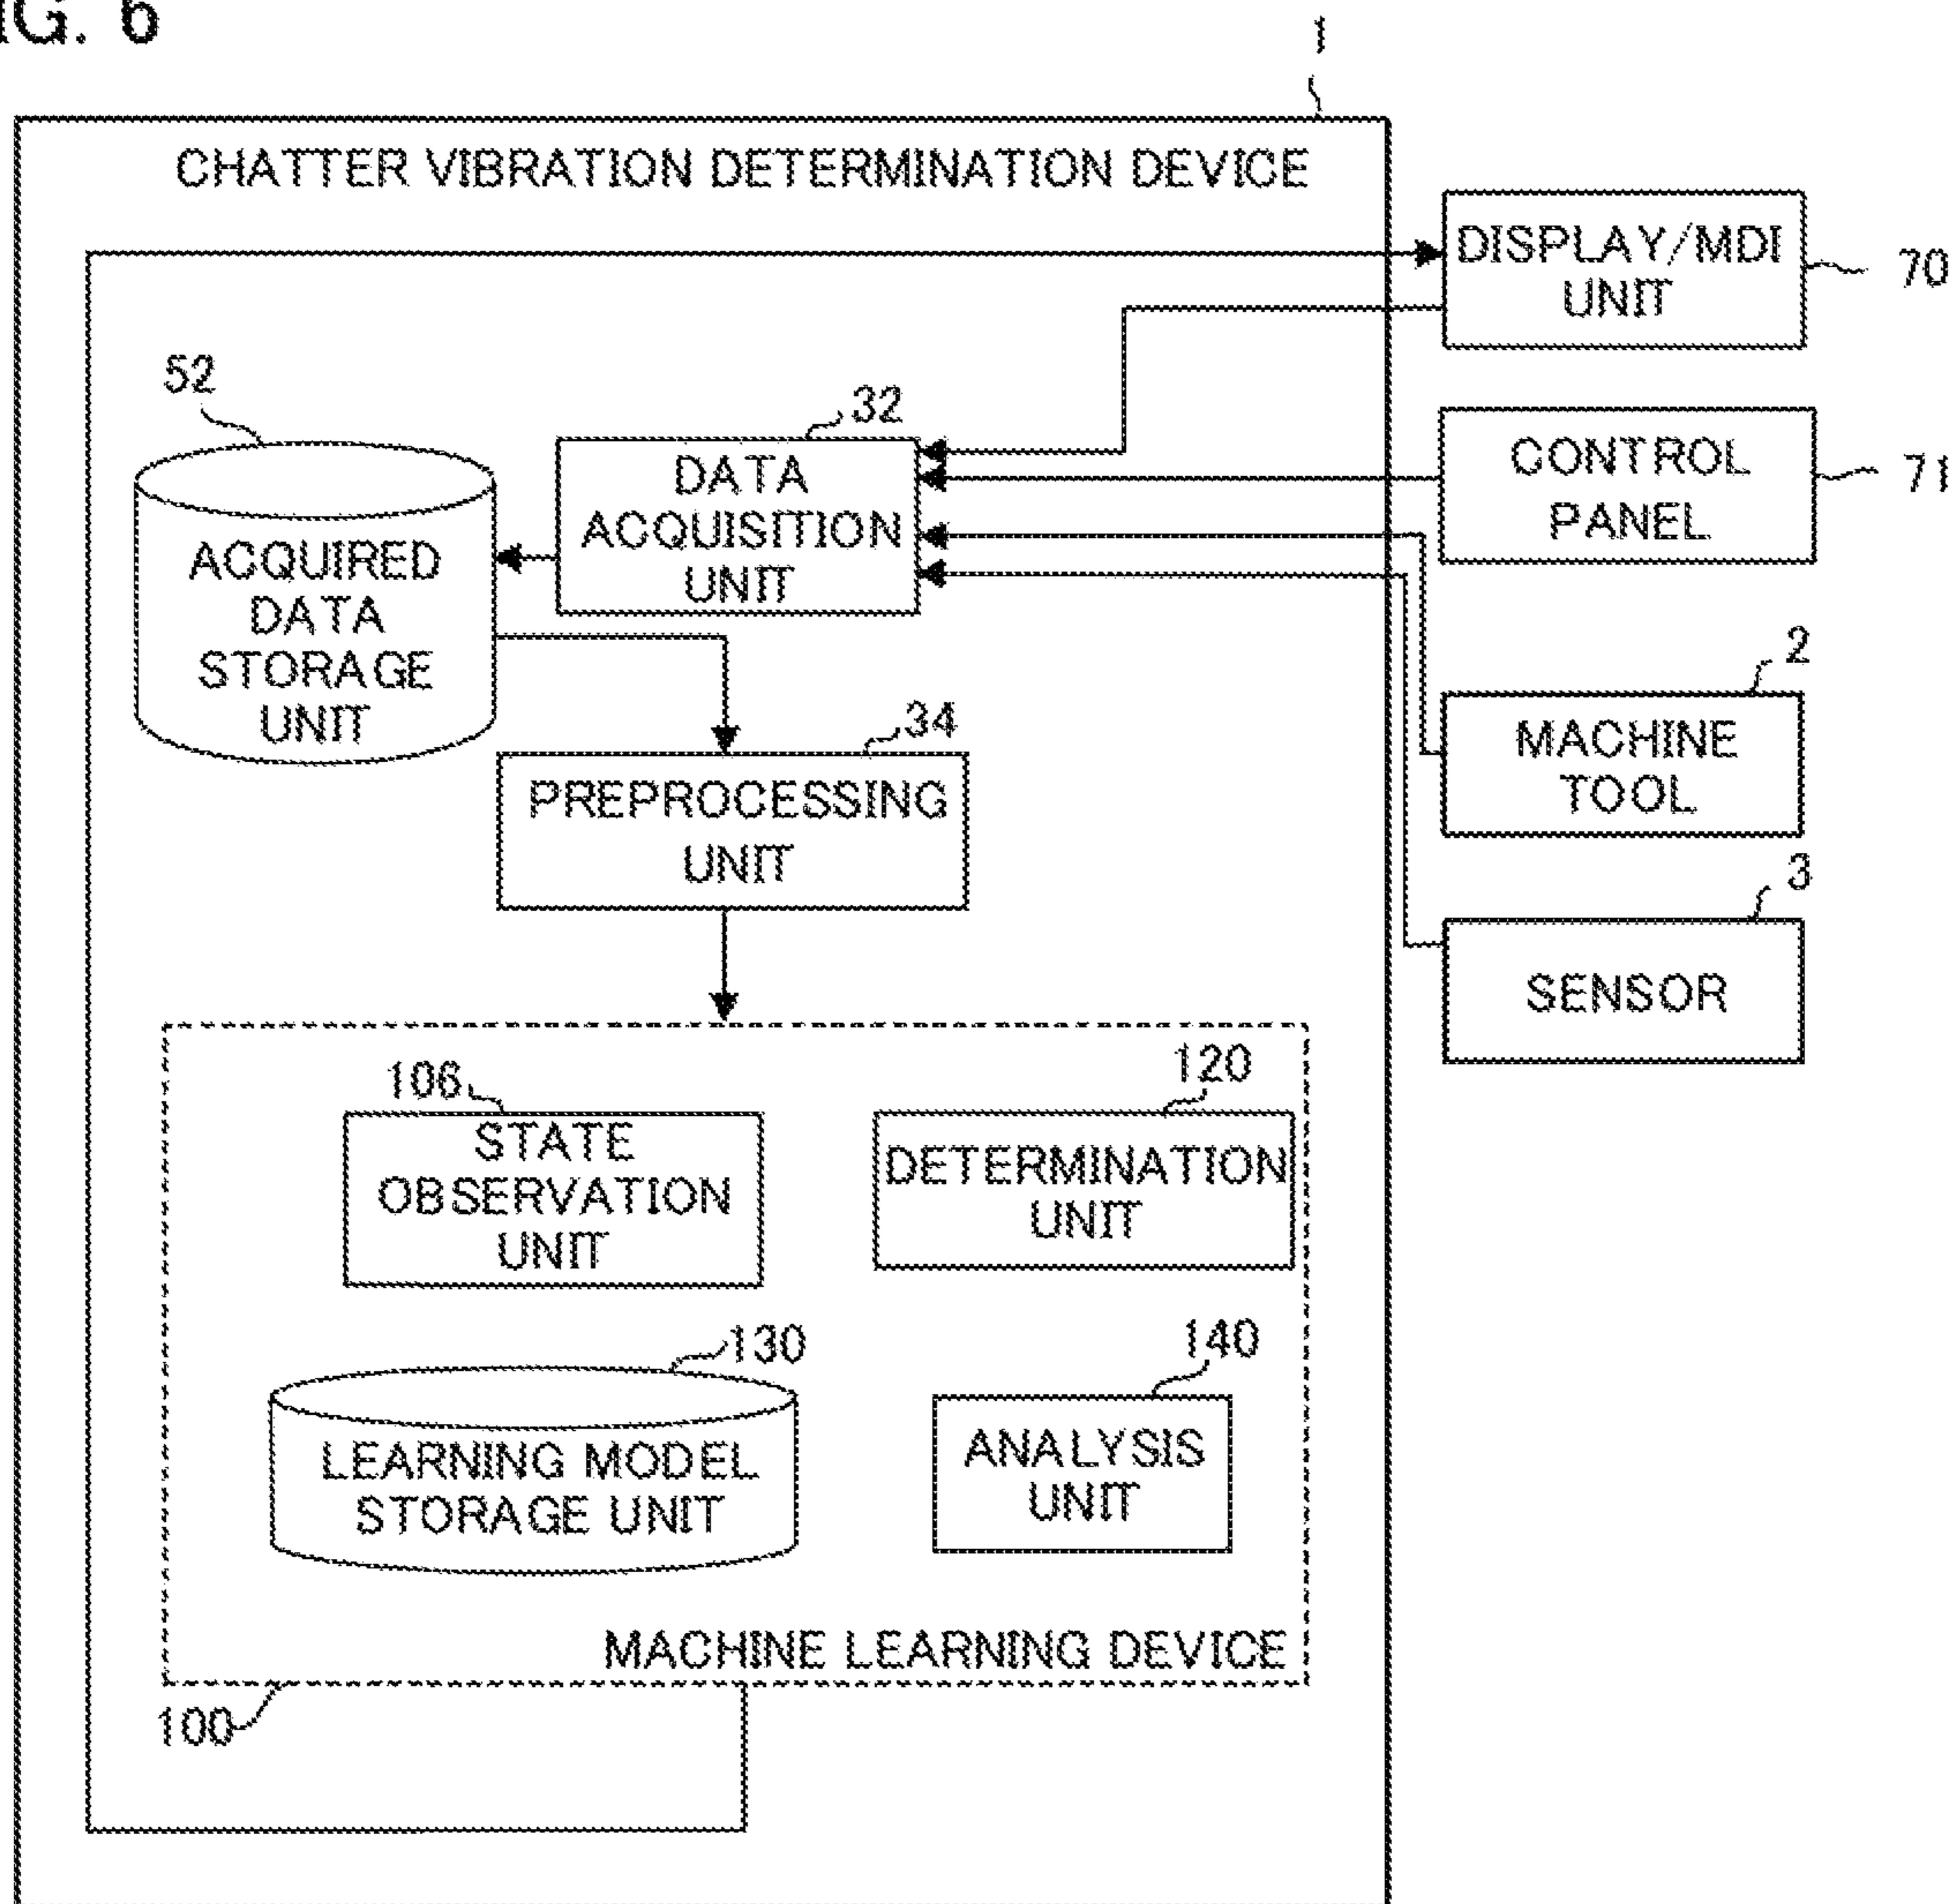 FIG. 6
1
CHATTER VIBRATION DETERMINATION DEVICE
DISPLAY/MDI
UNIT
70
52
32
DATA
ACQUISITION
UNIT
CONTROL
PANEL
71
ACQUIRED
DATA
STORAGE
UNIT
2
MACHINE
TOOL
34
PREPROCESSING
UNIT
3
SENSOR
106
STATE
OBSERVATION
UNIT
120
DETERMINATION
UNIT
130
LEARNING MODEL
STORAGE UNIT
140
ANALYSIS
UNIT
MACHINE LEARNING DEVICE
100